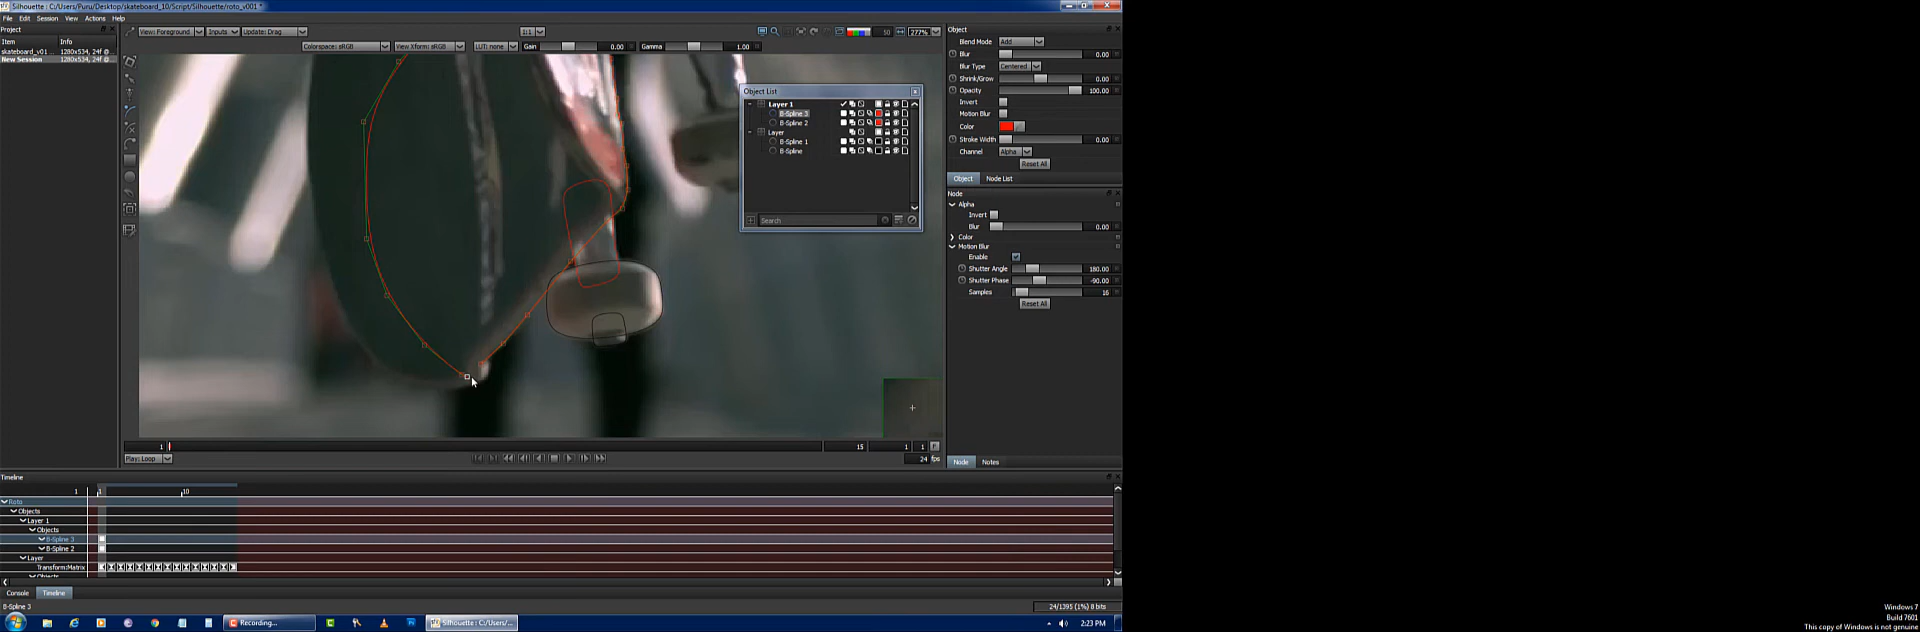 Silhouette : C:/Users/Puru/Desktop/skateboard_10/Script/Silhouette/roto_v001 *
File Edit Session View Actions Help
Project
Item Info
skateboard_v01... 1280x534, 24f @
New Session 1280x534, 24f @
View: Foreground Inputs Update: Drag 1:1 50 277%
Colorspace: sRGB View Xform: sRGB LUT: none Gain 0.00 Gamma 1.00
Object List
Layer 1
B-Spline 3
B-Spline 2
Layer
B-Spline 1
B-Spline
Search
Object
Blend Mode Add
Blur 0.00
Blur Type Centered
Shrink/Grow 0.00
Opacity 100.00
Invert
Motion Blur
Color
Stroke Width 0.00
Channel Alpha
Reset All
Object Node List
Node
Alpha
Invert
Blur 0.00
Color
Motion Blur
Enable
Shutter Angle 180.00
Shutter Phase -90.00
Samples 16
Reset All
1 15 1 1 F
Play: Loop 24 fps
Node Notes
Timeline
1 1 10
Roto
Objects
Layer 1
Objects
B-Spline 3
B-Spline 2
Layer
Transform:Matrix
Objects
Console Timeline
B-Spline 3 24/1395 (1%) 8 bits
Recording... Silhouette : C:/Users/... 2:23 PM
Windows 7
Build 7601
This copy of Windows is not genuine